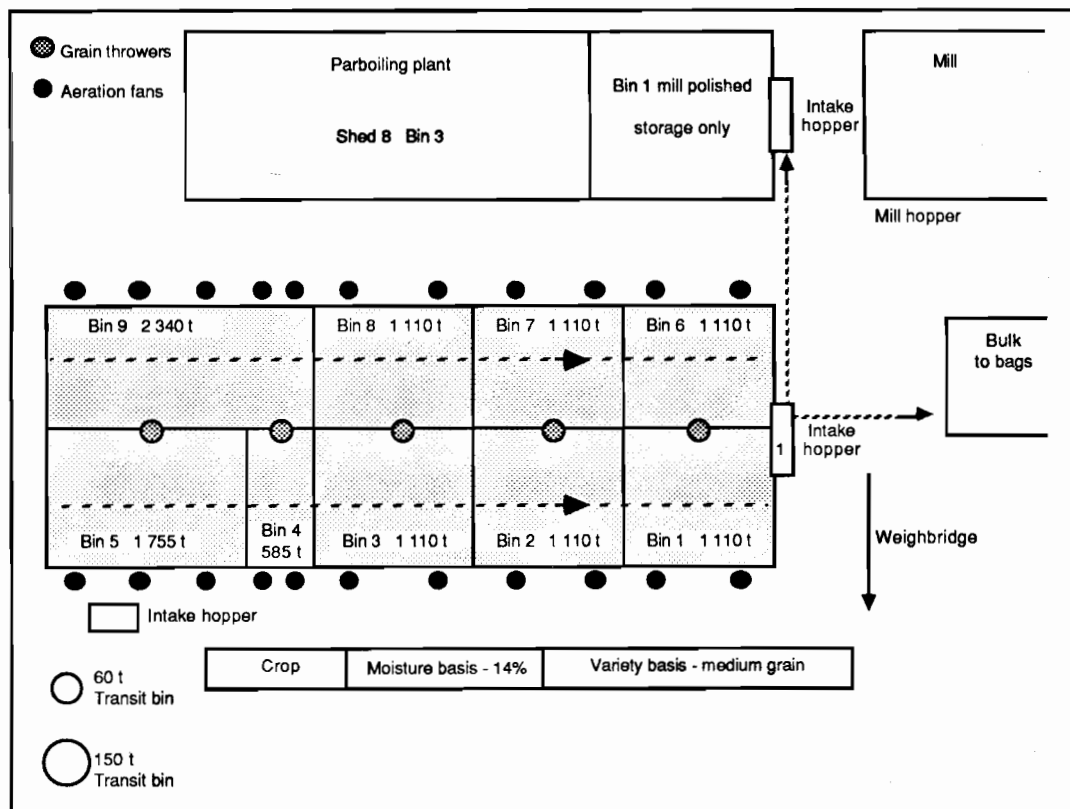 Grain throwers
Aeration fans
Parboiling plant
Shed 8 Bin 3
Bin 1 mill polished
storage only
Intake
hopper
Mill
Mill hopper
Bin 9 2 340 t
Bin 8 1 110 t
Bin 7 1 110 t
Bin 6 1 110 t
Bulk
to bags
1
Intake
hopper
Bin 5 1 755 t
Bin 4
585 t
Bin 3 1 110 t
Bin 2 1 110 t
Bin 1 1 110 t
Weighbridge
Intake hopper
Crop
Moisture basis - 14%
Variety basis - medium grain
60 t
Transit bin
150 t
Transit bin